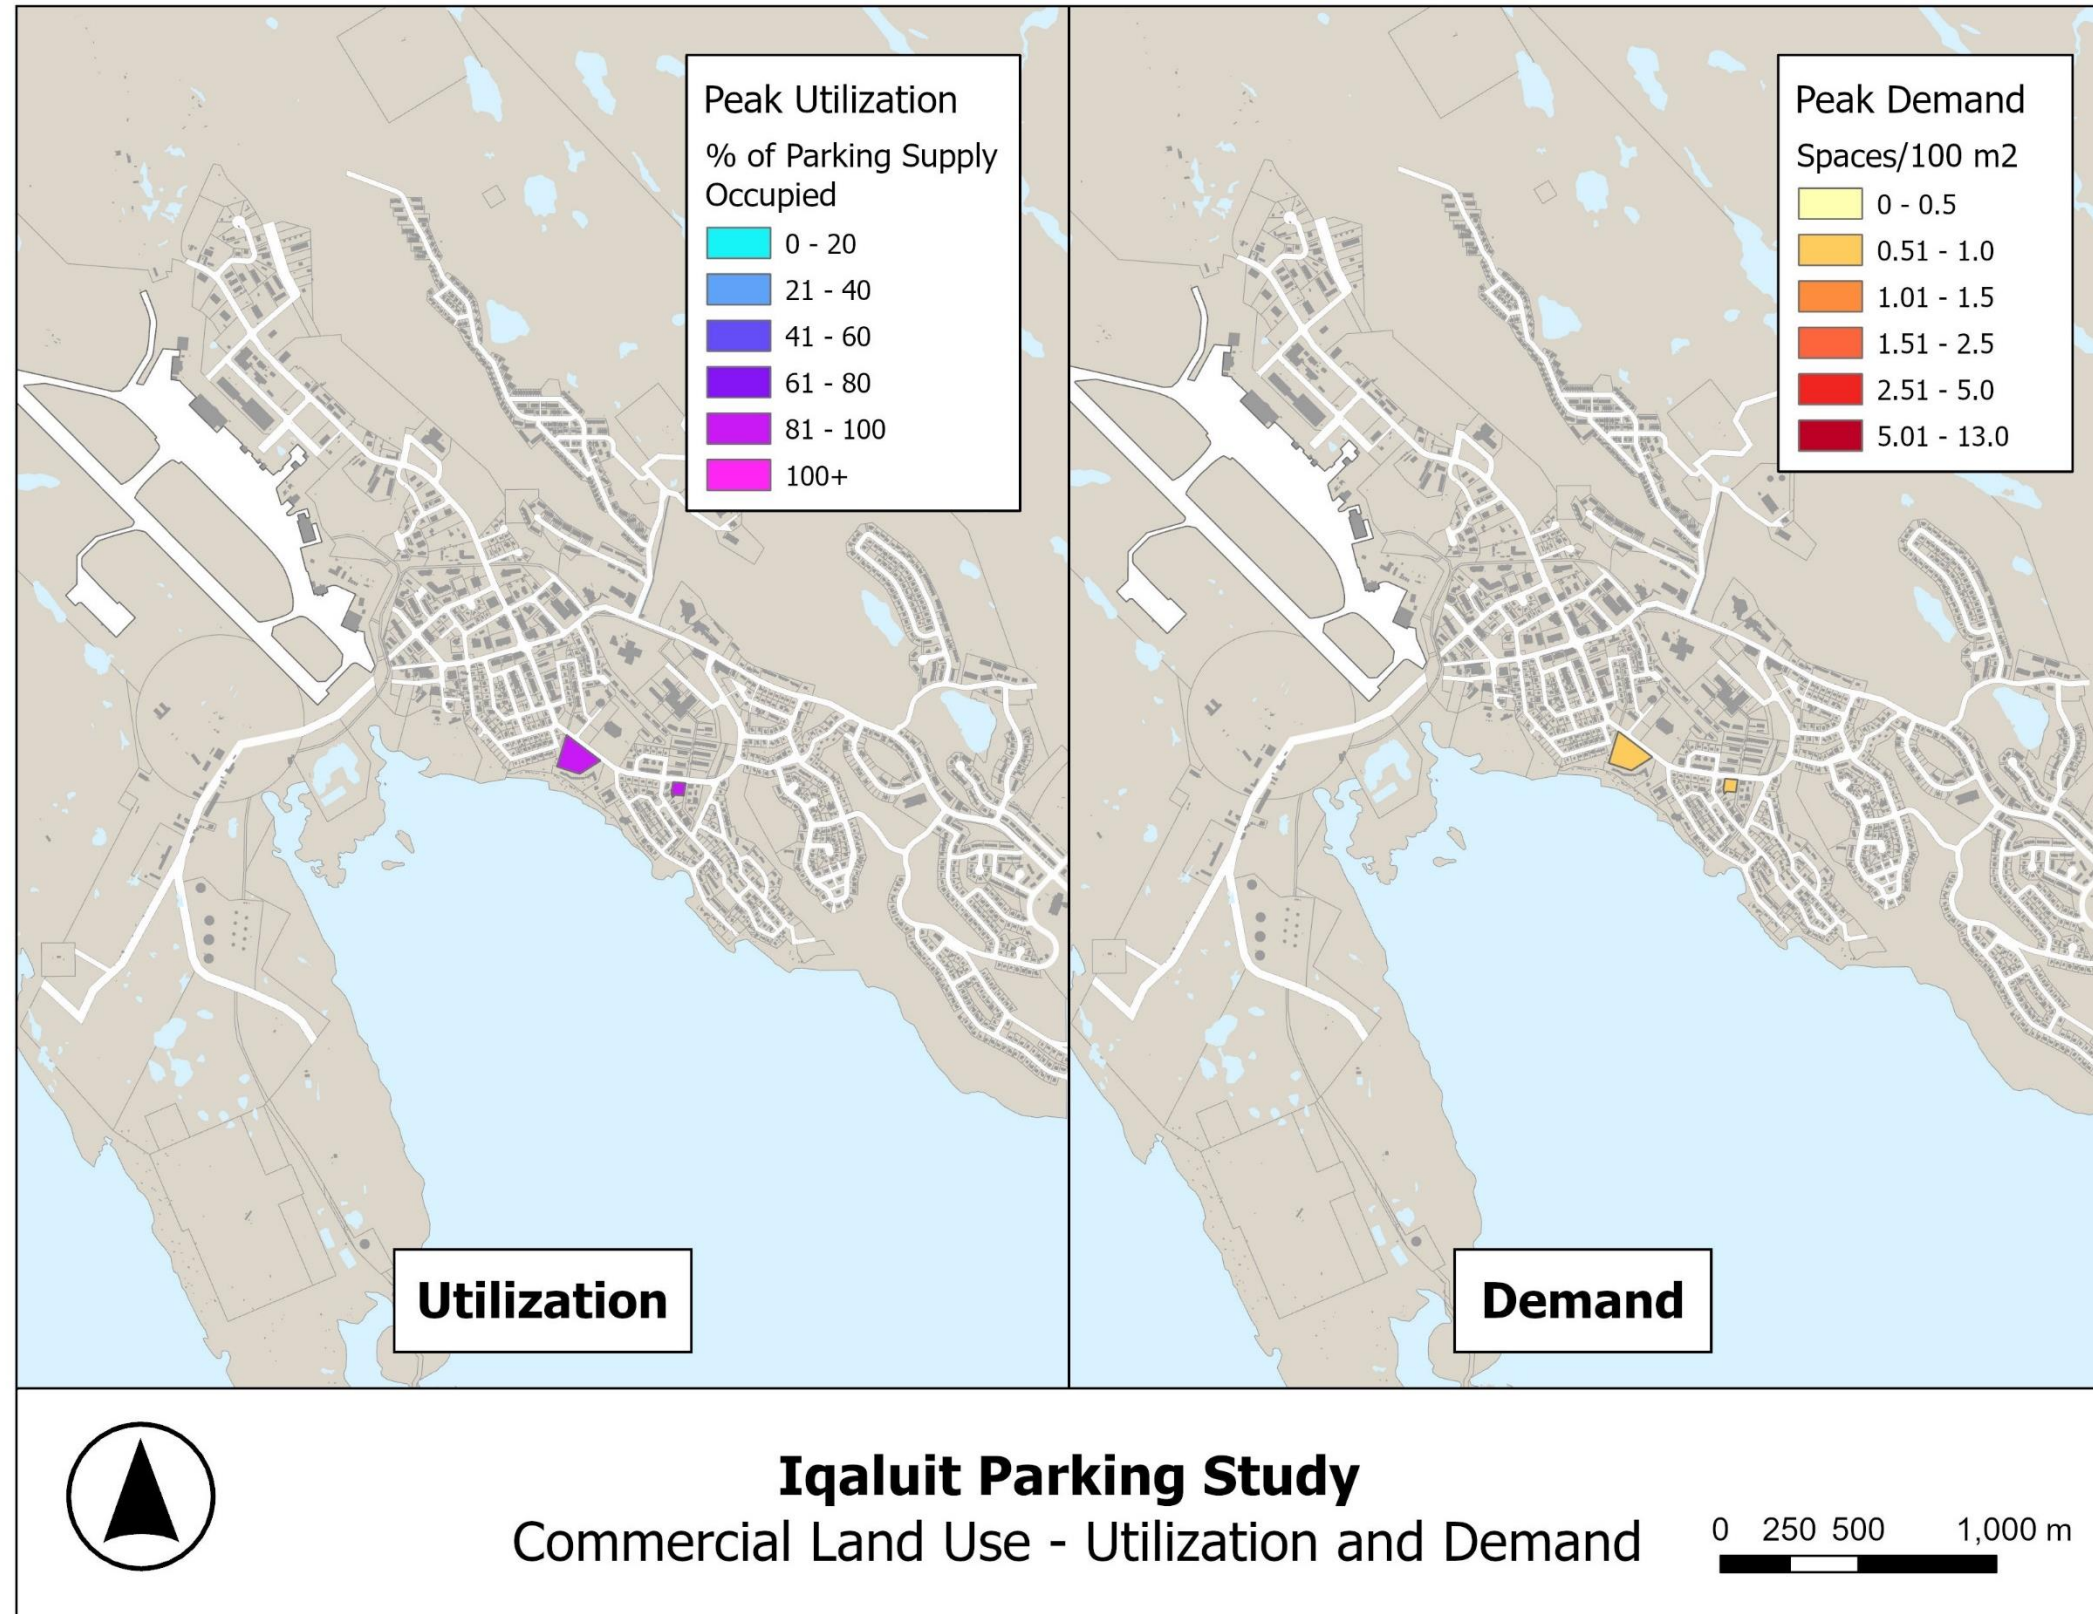 Peak Utilization
% of Parking Supply
Occupied
0 - 20
21 - 40
41 - 60
61 - 80
81 - 100
100+
Utilization
Peak Demand
Spaces/100 m2
0 - 0.5
0.51 - 1.0
1.01 - 1.5
1.51 - 2.5
2.51 - 5.0
5.01 - 13.0
Demand
Iqaluit Parking Study
Commercial Land Use - Utilization and Demand
0 250 500 1,000 m